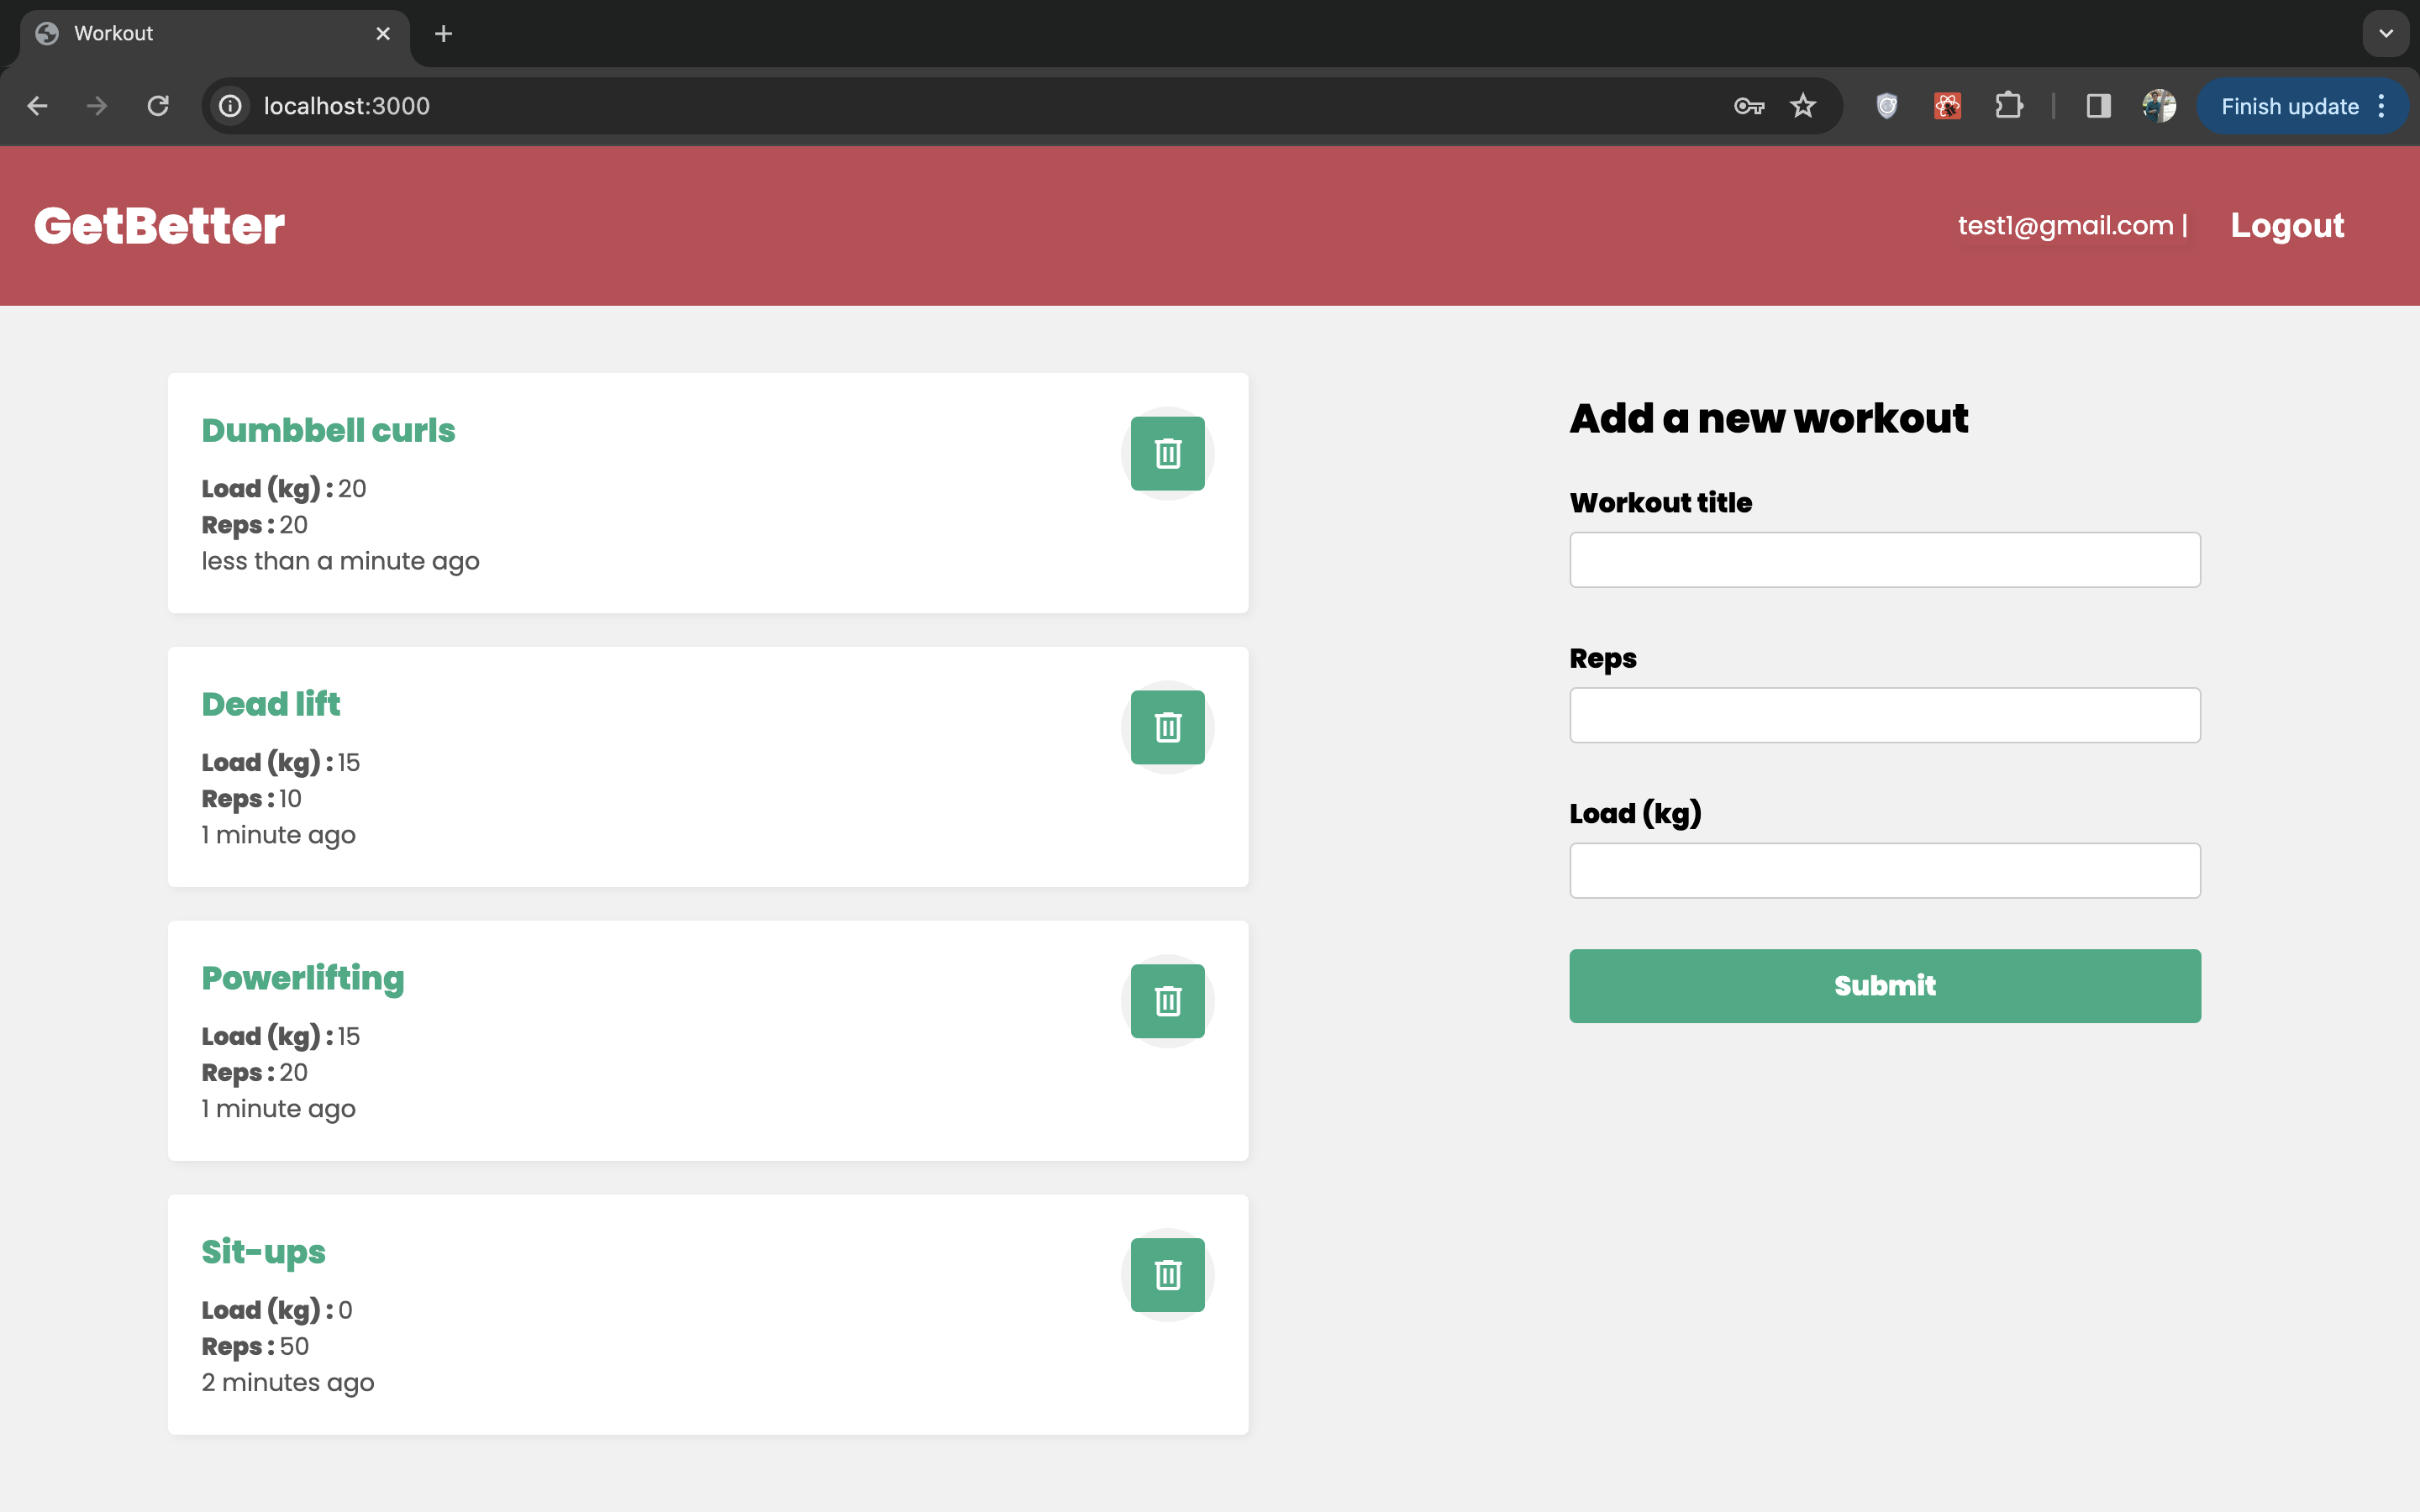 Workout
localhost:3000
Finish update
GetBetter
test1@gmail.com |
Logout
Dumbbell curls
Load (kg) : 20
Reps : 20
less than a minute ago
Dead lift
Load (kg) : 15
Reps : 10
1 minute ago
Powerlifting
Load (kg) : 15
Reps : 20
1 minute ago
Sit-ups
Load (kg) : 0
Reps : 50
2 minutes ago
Add a new workout
Workout title
Reps
Load (kg)
Submit